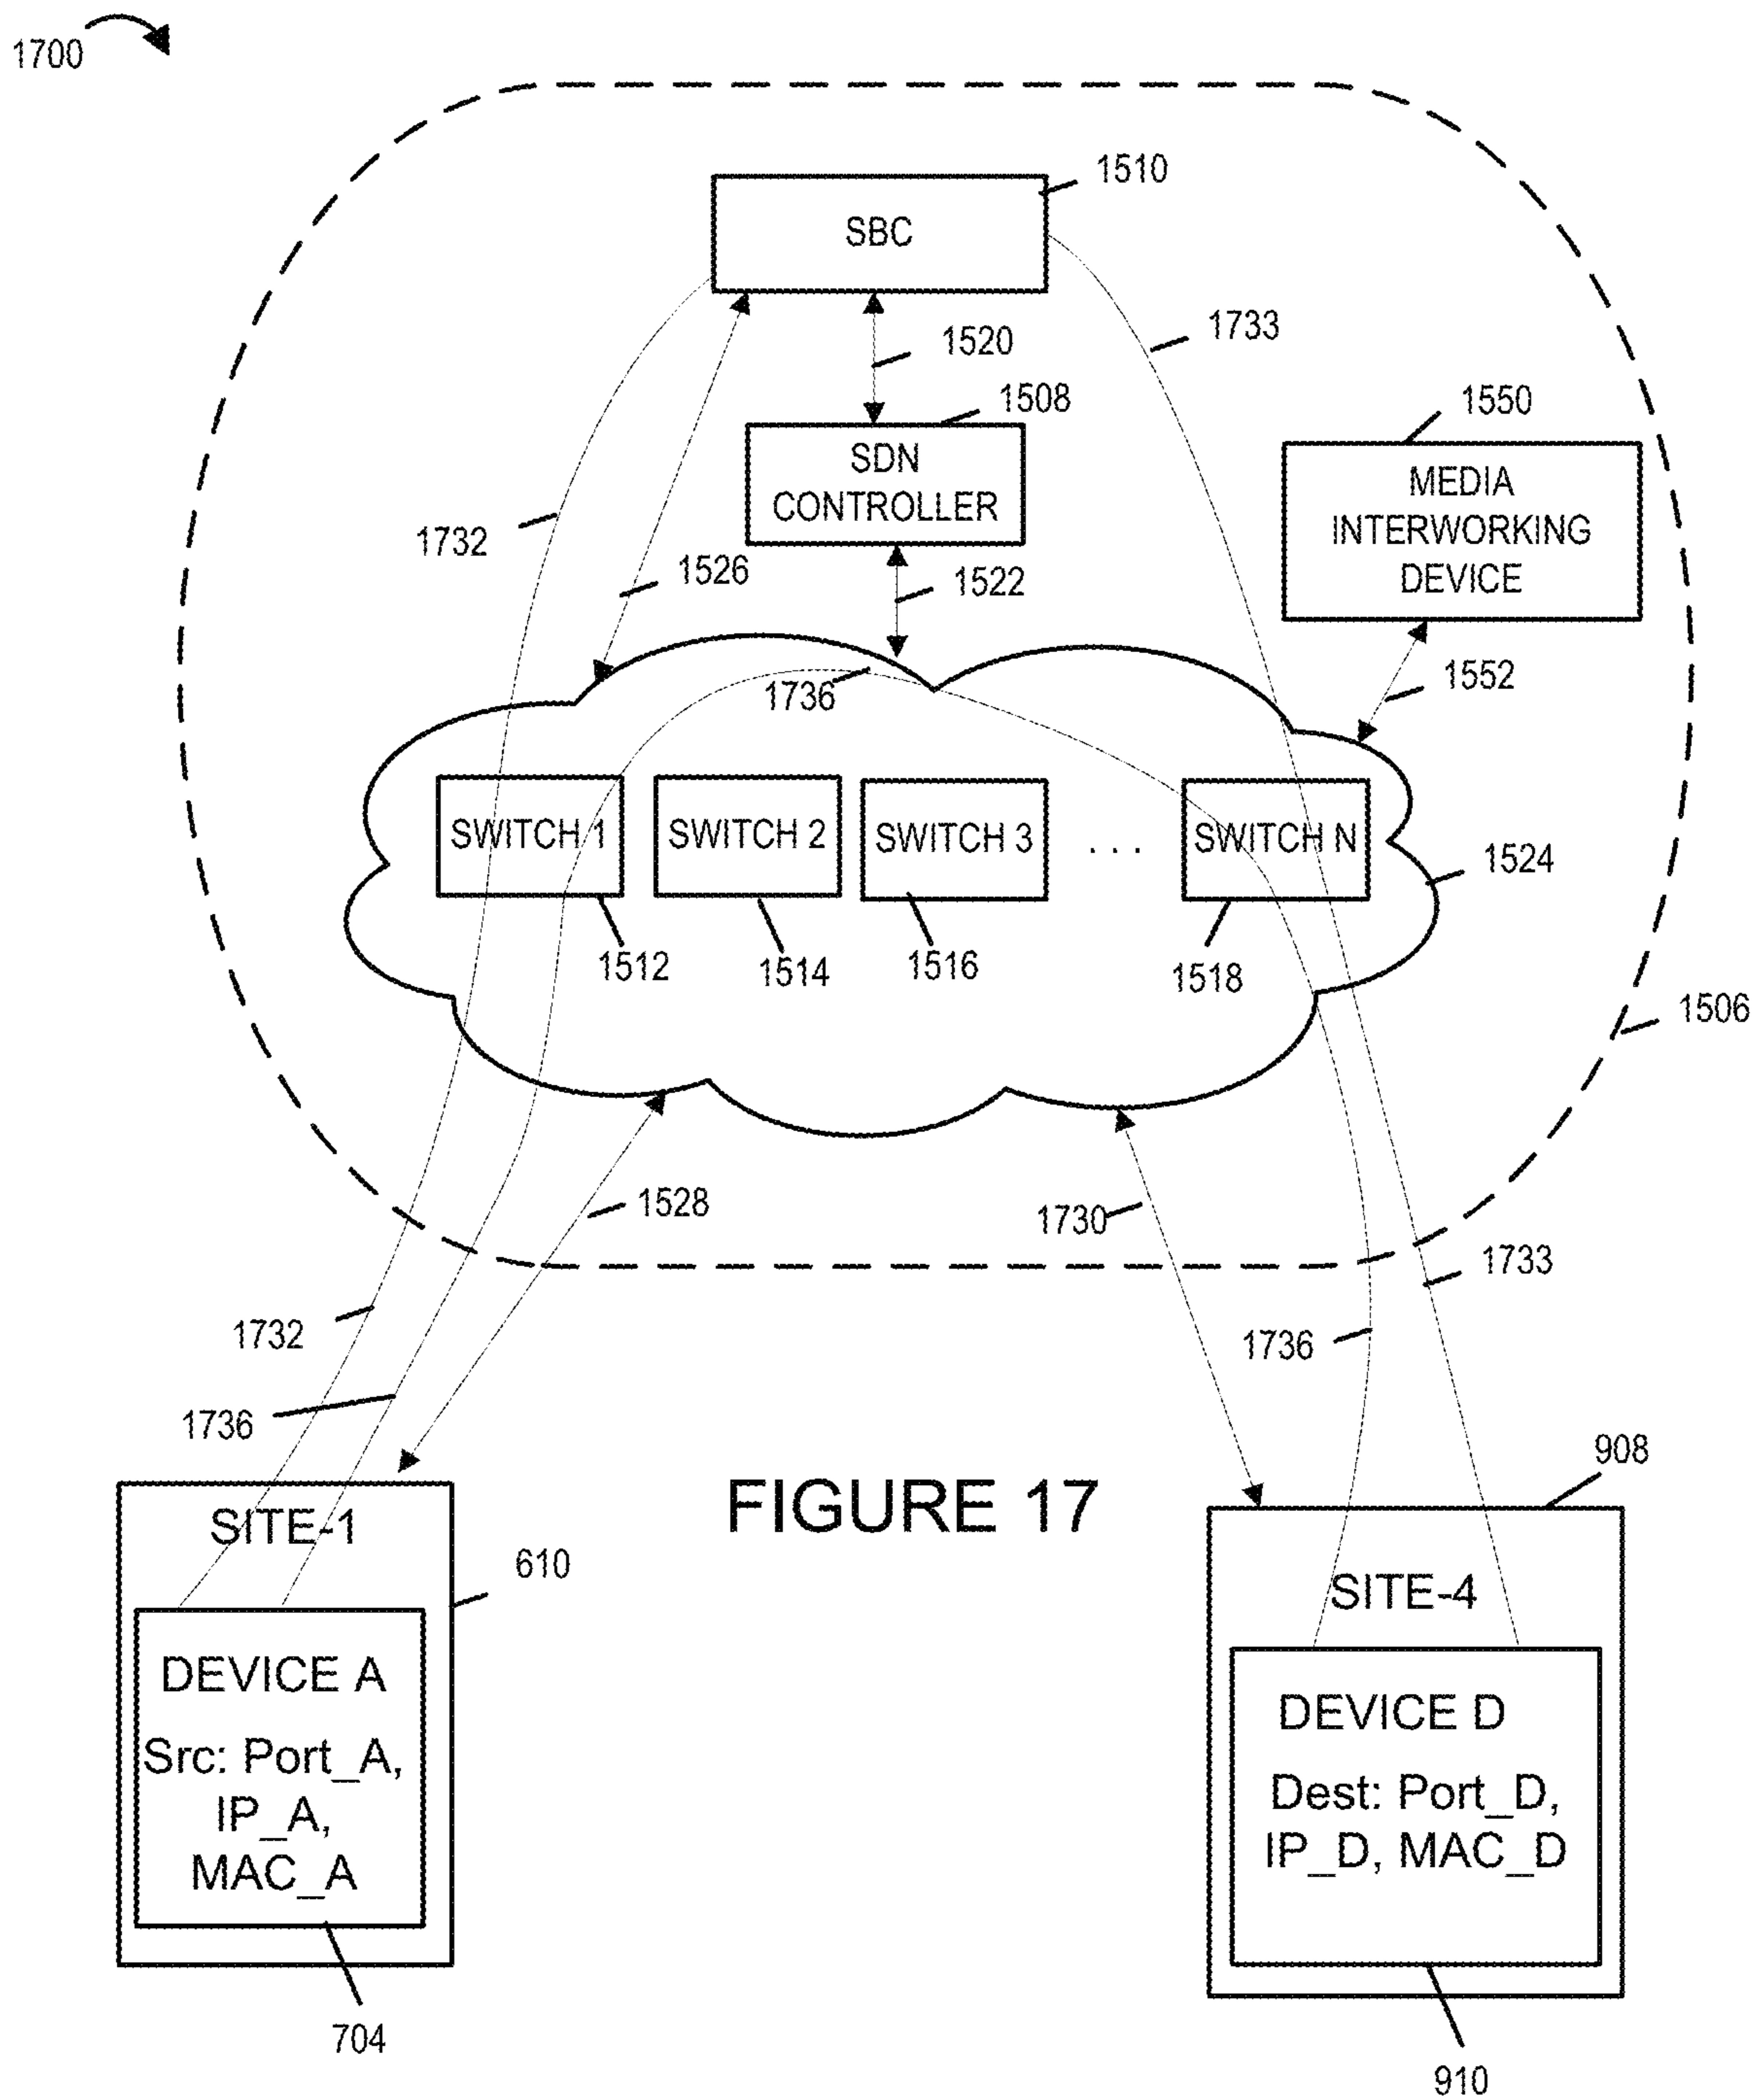 1700
1510
SBC
1733
1520
1508
1550
SDN
CONTROLLER
MEDIA
INTERWORKING
DEVICE
1732
1526
1522
1552
1736
SWITCH 1
SWITCH 2
SWITCH 3
. . .
SWITCH N
1524
1512
1514
1516
1518
1506
1528
1730
1733
1732
1736
1736
908
FIGURE 17
SITE-1
610
SITE-4
DEVICE A
Src: Port_A,
IP_A,
MAC_A
DEVICE D
Dest: Port_D,
IP_D, MAC_D
704
910